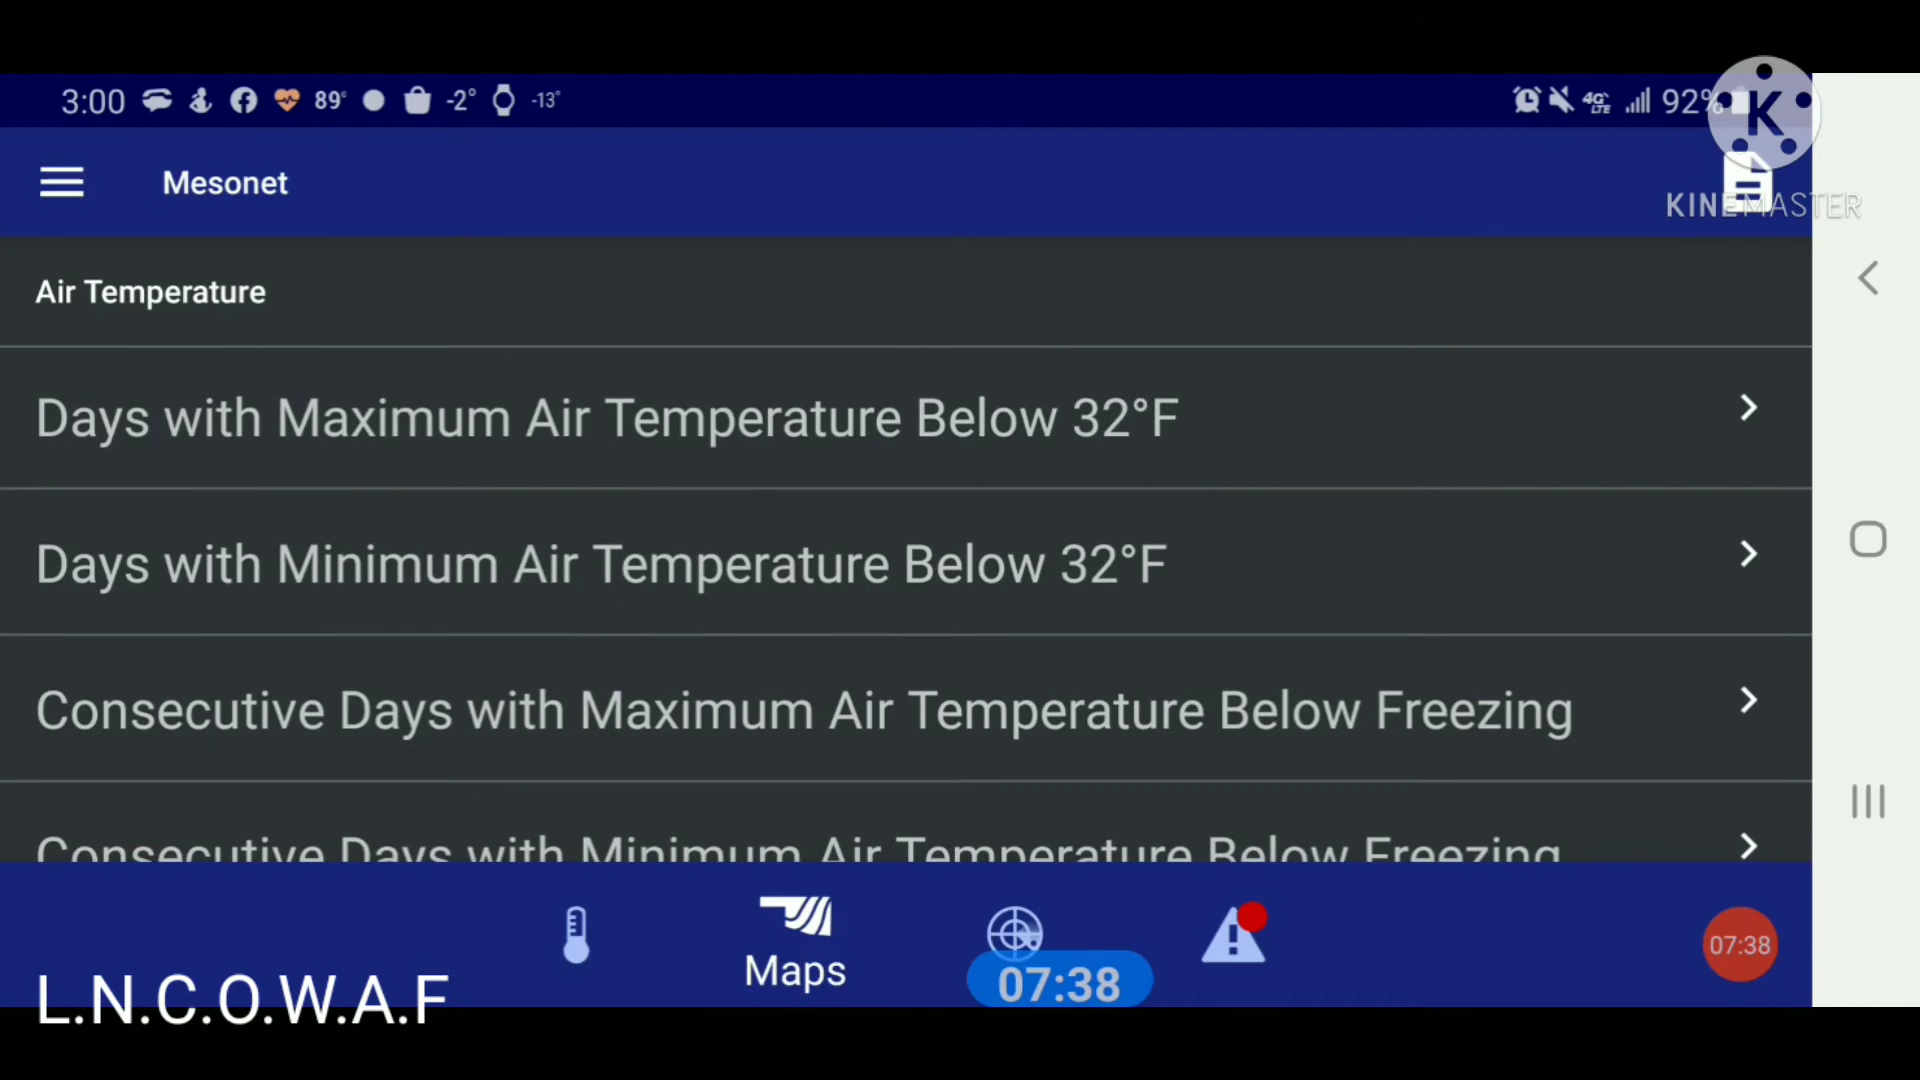 3:00 89° -2° -13° 4G LTE 92%
K
KINEMASTER
Mesonet
Air Temperature
Days with Maximum Air Temperature Below 32°F
Days with Minimum Air Temperature Below 32°F
Consecutive Days with Maximum Air Temperature Below Freezing
Consecutive Days with Minimum Air Temperature Below Freezing
Maps
07:38
07:38
L.N.C.O.W.A.F